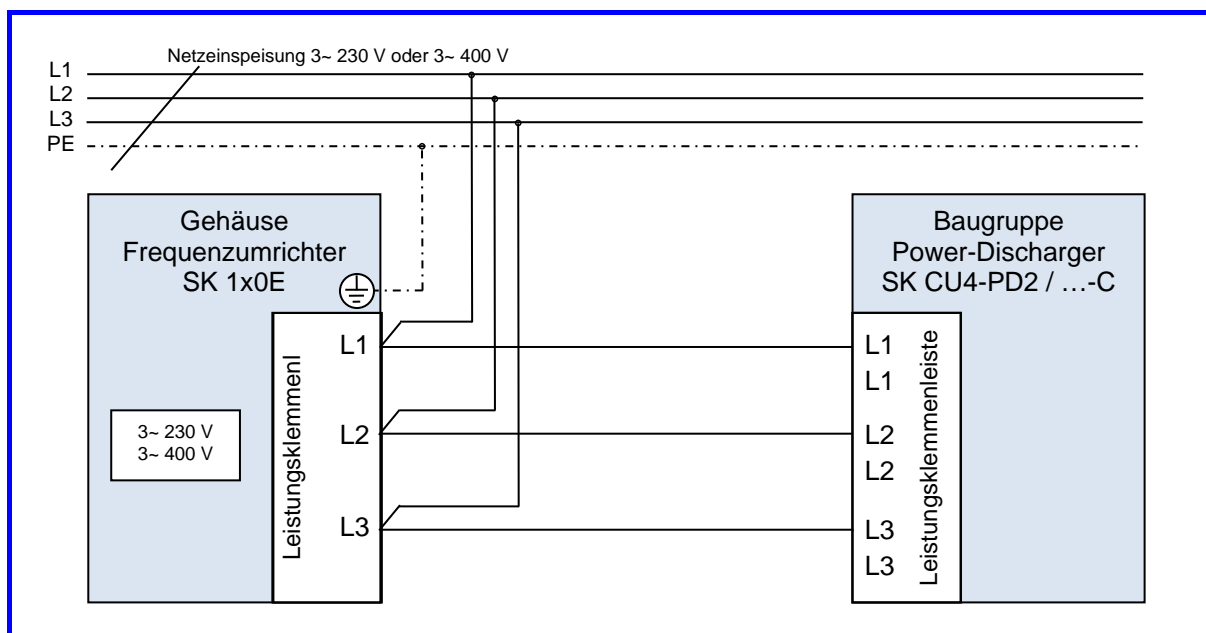 Netzeinspeisung 3~ 230 V oder 3~ 400 V
L1
L2
L3
PE
Gehäuse
Frequenzumrichter
SK 1x0E
Leistungsklemmenl
L1
L2
L3
3~ 230 V
3~ 400 V
Baugruppe
Power-Discharger
SK CU4-PD2 / …-C
L1
L1
L2
L2
L3
L3
Leistungsklemmenleiste